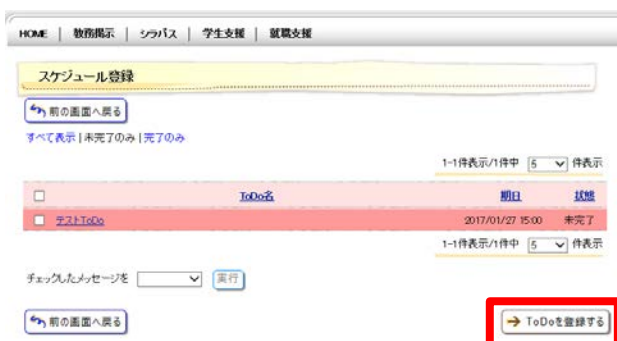 HOME | 教務掲示 | シラバス | 学生支援 | 就職支援
スケジュール登録
前の画面へ戻る
すべて表示 | 未完了のみ | 完了のみ
1-1件表示/1件中 5 件表示
ToDo名 期日 状態
テストToDo 2017/01/27 15:00 未完了
1-1件表示/1件中 5 件表示
チェックしたメッセージを 実行
前の画面へ戻る ToDoを登録する